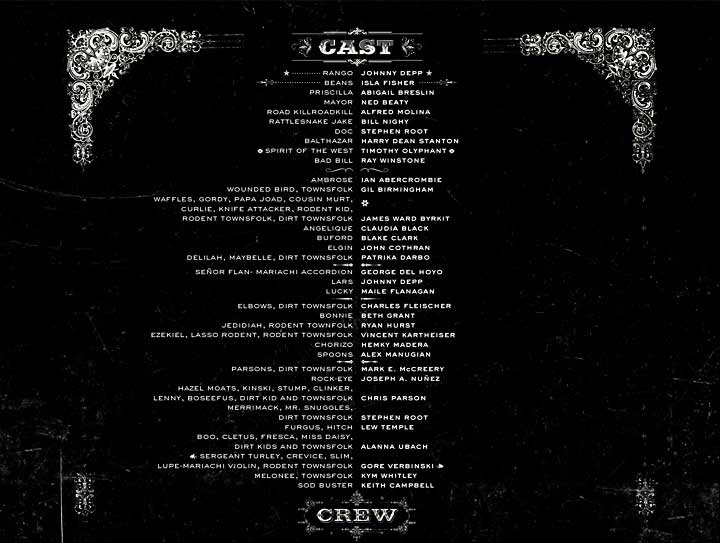 CAST
RANGO JOHNNY DEPP
BEANS ISLA FISHER
PRISCILLA ABIGAIL BRESLIN
MAYOR NED BEATY
ROAD KILLROADKILL ALFRED MOLINA
RATTLESNAKE JAKE BILL NIGHY
DOC STEPHEN ROOT
BALTHAZAR HARRY DEAN STANTON
SPIRIT OF THE WEST TIMOTHY OLYPHANT
BAD BILL RAY WINSTONE
AMBROSE IAN ABERCROMBIE
WOUNDED BIRD, TOWNSFOLK GIL BIRMINGHAM
WAFFLES, GORDY, PAPA JOAD, COUSIN MURT,
CURLIE, KNIFE ATTACKER, RODENT KID,
RODENT TOWNSFOLK, DIRT TOWNSFOLK JAMES WARD BYRKIT
ANGELIQUE CLAUDIA BLACK
BUFORD BLAKE CLARK
ELGIN JOHN COTHRAN
DELILAH, MAYBELLE, DIRT TOWNSFOLK PATRIKA DARBO
SEÑOR FLAN- MARIACHI ACCORDION GEORGE DEL HOYO
LARS JOHNNY DEPP
LUCKY MAILE FLANAGAN
ELBOWS, DIRT TOWNSFOLK CHARLES FLEISCHER
BONNIE BETH GRANT
JEDIDIAH, RODENT TOWNFOLK RYAN HURST
EZEKIEL, LASSO RODENT, RODENT TOWNSFOLK VINCENT KARTHEISER
CHORIZO HEMKY MADERA
SPOONS ALEX MANUGIAN
PARSONS, DIRT TOWNSFOLK MARK E. McCREERY
ROCK-EYE JOSEPH A. NUÑEZ
HAZEL MOATS, KINSKI, STUMP, CLINKER,
LENNY, BOSEEFUS, DIRT KID AND TOWNSFOLK CHRIS PARSON
MERRIMACK, MR. SNUGGLES,
DIRT TOWNSFOLK STEPHEN ROOT
FURGUS, HITCH LEW TEMPLE
BOO, CLETUS, FRESCA, MISS DAISY,
DIRT KIDS AND TOWNSFOLK ALANNA UBACH
SERGEANT TURLEY, CREVICE, SLIM,
LUPE-MARIACHI VIOLIN, RODENT TOWNSFOLK GORE VERBINSKI
MELONEE, TOWNSFOLK KYM WHITLEY
SOD BUSTER KEITH CAMPBELL
CREW